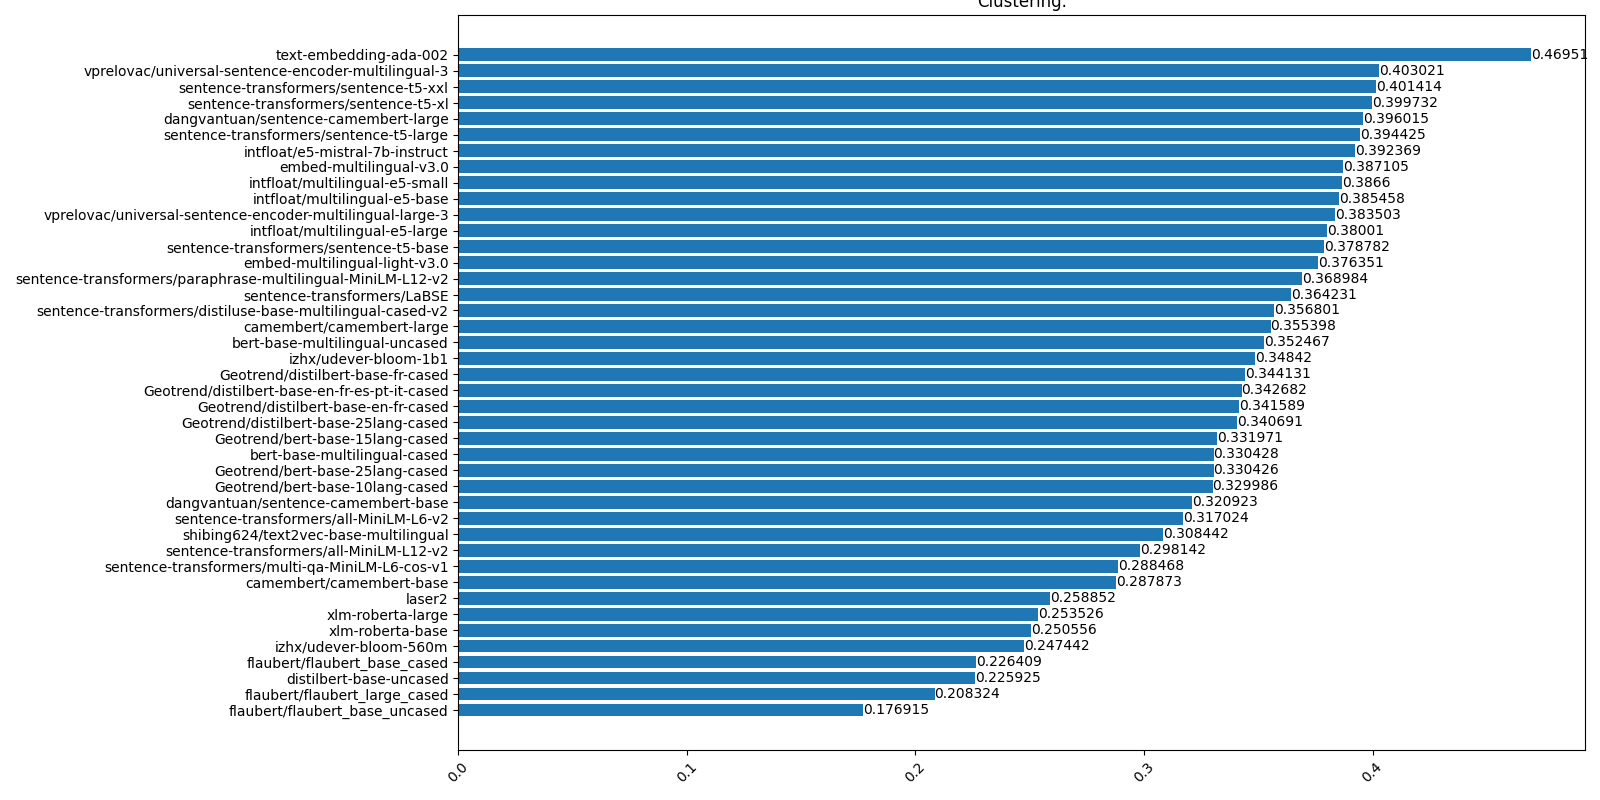 Clustering.
text-embedding-ada-002 0.46951
vprelovac/universal-sentence-encoder-multilingual-3 0.403021
sentence-transformers/sentence-t5-xxl 0.401414
sentence-transformers/sentence-t5-xl 0.399732
dangvantuan/sentence-camembert-large 0.396015
sentence-transformers/sentence-t5-large 0.394425
intfloat/e5-mistral-7b-instruct 0.392369
embed-multilingual-v3.0 0.387105
intfloat/multilingual-e5-small 0.3866
intfloat/multilingual-e5-base 0.385458
vprelovac/universal-sentence-encoder-multilingual-large-3 0.383503
intfloat/multilingual-e5-large 0.38001
sentence-transformers/sentence-t5-base 0.378782
embed-multilingual-light-v3.0 0.376351
sentence-transformers/paraphrase-multilingual-MiniLM-L12-v2 0.368984
sentence-transformers/LaBSE 0.364231
sentence-transformers/distiluse-base-multilingual-cased-v2 0.356801
camembert/camembert-large 0.355398
bert-base-multilingual-uncased 0.352467
izhx/udever-bloom-1b1 0.34842
Geotrend/distilbert-base-fr-cased 0.344131
Geotrend/distilbert-base-en-fr-es-pt-it-cased 0.342682
Geotrend/distilbert-base-en-fr-cased 0.341589
Geotrend/distilbert-base-25lang-cased 0.340691
Geotrend/bert-base-15lang-cased 0.331971
bert-base-multilingual-cased 0.330428
Geotrend/bert-base-25lang-cased 0.330426
Geotrend/bert-base-10lang-cased 0.329986
dangvantuan/sentence-camembert-base 0.320923
sentence-transformers/all-MiniLM-L6-v2 0.317024
shibing624/text2vec-base-multilingual 0.308442
sentence-transformers/all-MiniLM-L12-v2 0.298142
sentence-transformers/multi-qa-MiniLM-L6-cos-v1 0.288468
camembert/camembert-base 0.287873
laser2 0.258852
xlm-roberta-large 0.253526
xlm-roberta-base 0.250556
izhx/udever-bloom-560m 0.247442
flaubert/flaubert_base_cased 0.226409
distilbert-base-uncased 0.225925
flaubert/flaubert_large_cased 0.208324
flaubert/flaubert_base_uncased 0.176915
0.0 0.1 0.2 0.3 0.4